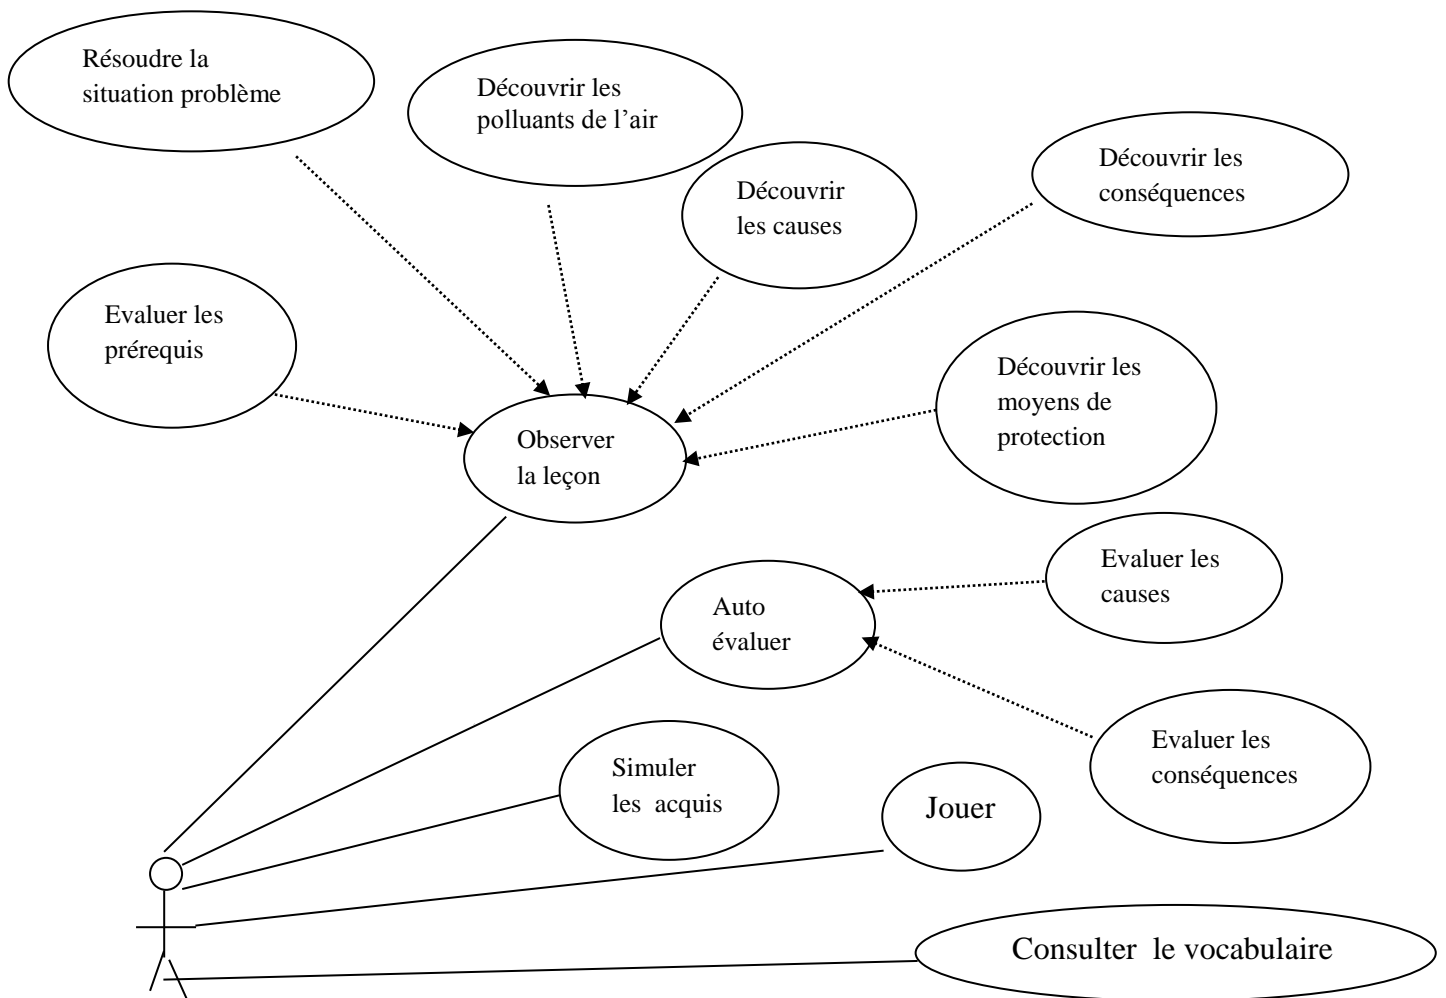 Résoudre la
situation problème
Découvrir les
polluants de l’air
Découvrir
les causes
Découvrir les
conséquences
Evaluer les
prérequis
Découvrir les
moyens de
protection
Observer
la leçon
Evaluer les
causes
Auto
évaluer
Evaluer les
conséquences
Simuler
les  acquis
Jouer
Consulter  le vocabulaire